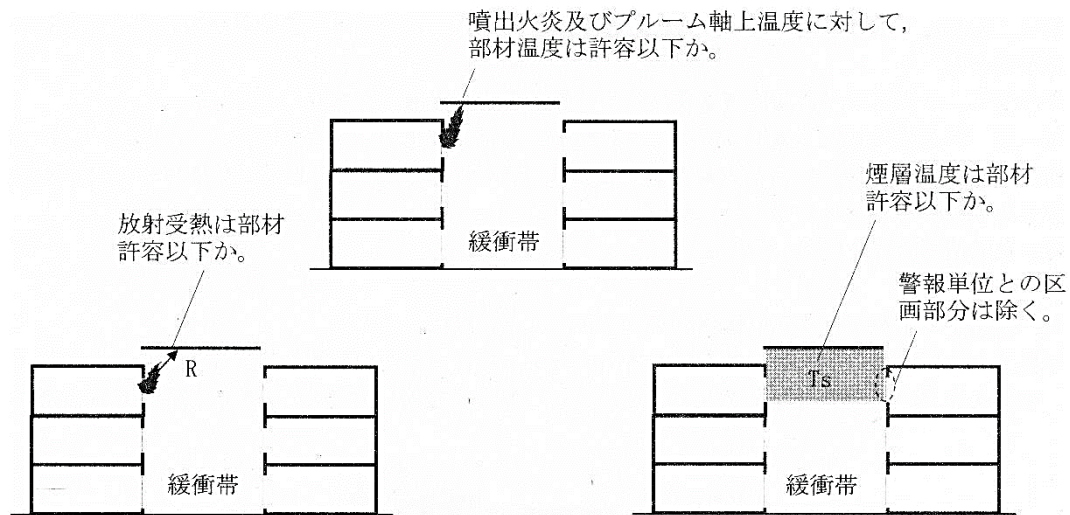 噴出火炎及びプルーム軸上温度に対して，
部材温度は許容以下か。
緩衝帯
放射受熱は部材
許容以下か。
R
緩衝帯
煙層温度は部材
許容以下か。
警報単位との区
画部分は除く。
Ts
緩衝帯